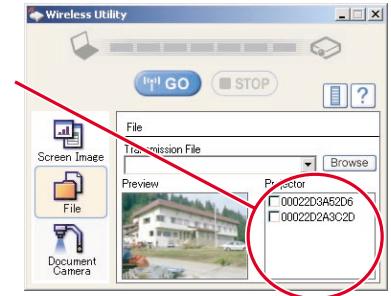 Wireless Utility
GO
STOP
?
Screen Image
File
Document
Camera
File
Transmission File
Browse
Preview
Projector
00022D3A52D6
00022D2A3C2D